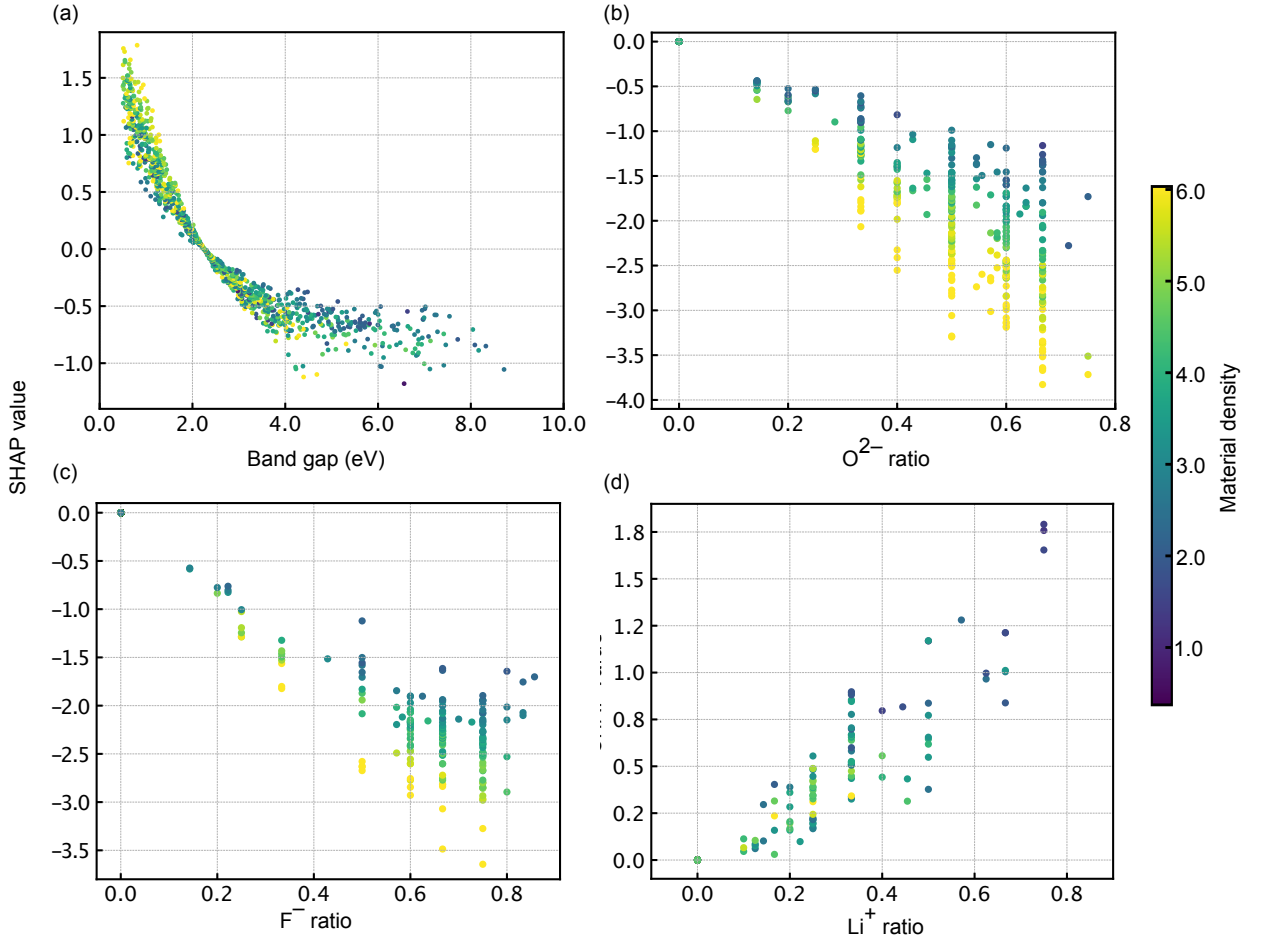 (a)
1.5
1.0
0.5
0.0
−0.5
−1.0
0.0 2.0 4.0 6.0 8.0 10.0
Band gap (eV)
(b)
0.0
−0.5
−1.0
−1.5
−2.0
−2.5
−3.0
−3.5
−4.0
0.0 0.2 0.4 0.6 0.8
O2− ratio
SHAP value
(c)
0.0
−0.5
−1.0
−1.5
−2.0
−2.5
−3.0
−3.5
0.0 0.2 0.4 0.6 0.8
F− ratio
(d)
1.8
1.5
1.2
1.0
0.8
0.5
0.2
0.0
0.0 0.2 0.4 0.6 0.8
Li+ ratio
6.0
5.0
4.0
3.0
2.0
1.0
Material density